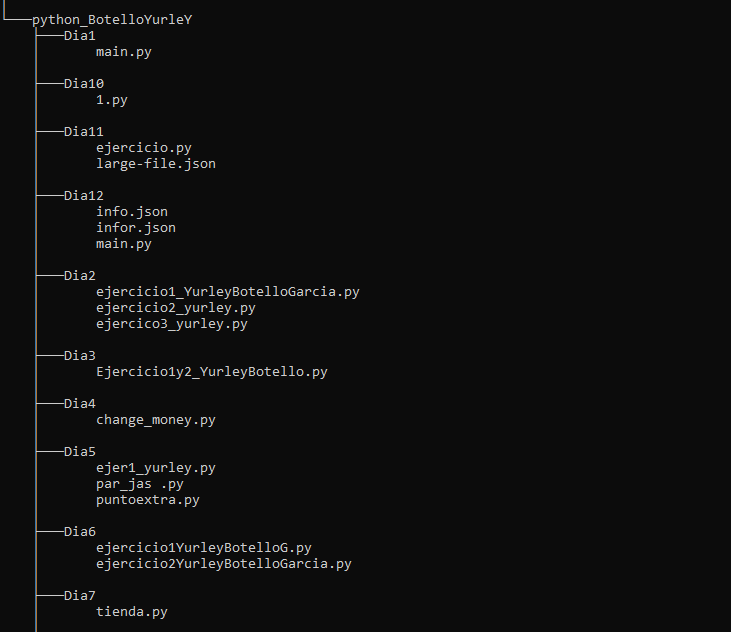 python_BotelloYurleY
Dia1
main.py
Dia10
1.py
Dia11
ejercicio.py
large-file.json
Dia12
info.json
infor.json
main.py
Dia2
ejercicio1_YurleyBotelloGarcia.py
ejercicio2_yurley.py
ejercico3_yurley.py
Dia3
Ejercicio1y2_YurleyBotello.py
Dia4
change_money.py
Dia5
ejer1_yurley.py
par_jas .py
puntoextra.py
Dia6
ejercicio1YurleyBotelloG.py
ejercicio2YurleyBotelloGarcia.py
Dia7
tienda.py